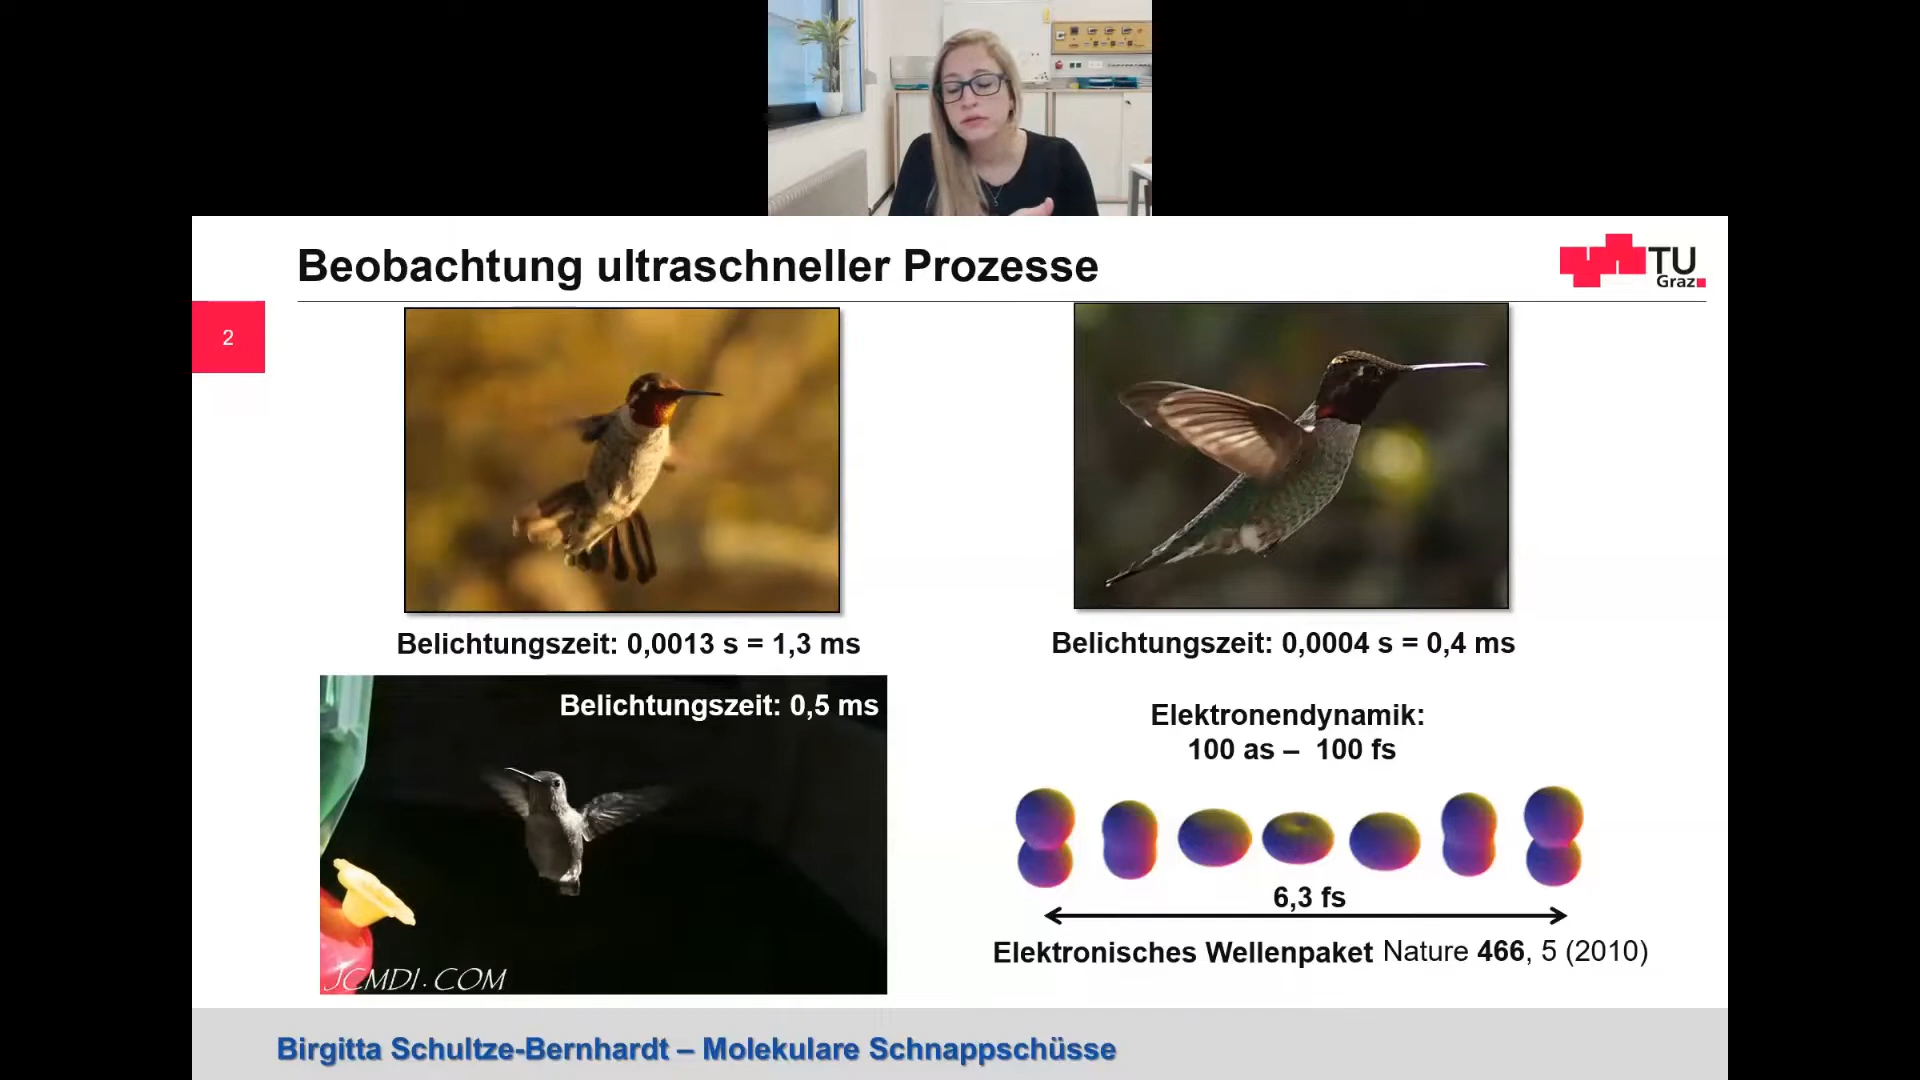 Beobachtung ultraschneller Prozesse
TU
Graz
2
Belichtungszeit: 0,0013 s = 1,3 ms
Belichtungszeit: 0,0004 s = 0,4 ms
Belichtungszeit: 0,5 ms
JCMDI.COM
Elektronendynamik:
100 as – 100 fs
6,3 fs
Elektronisches Wellenpaket Nature 466, 5 (2010)
Birgitta Schultze-Bernhardt – Molekulare Schnappschüsse